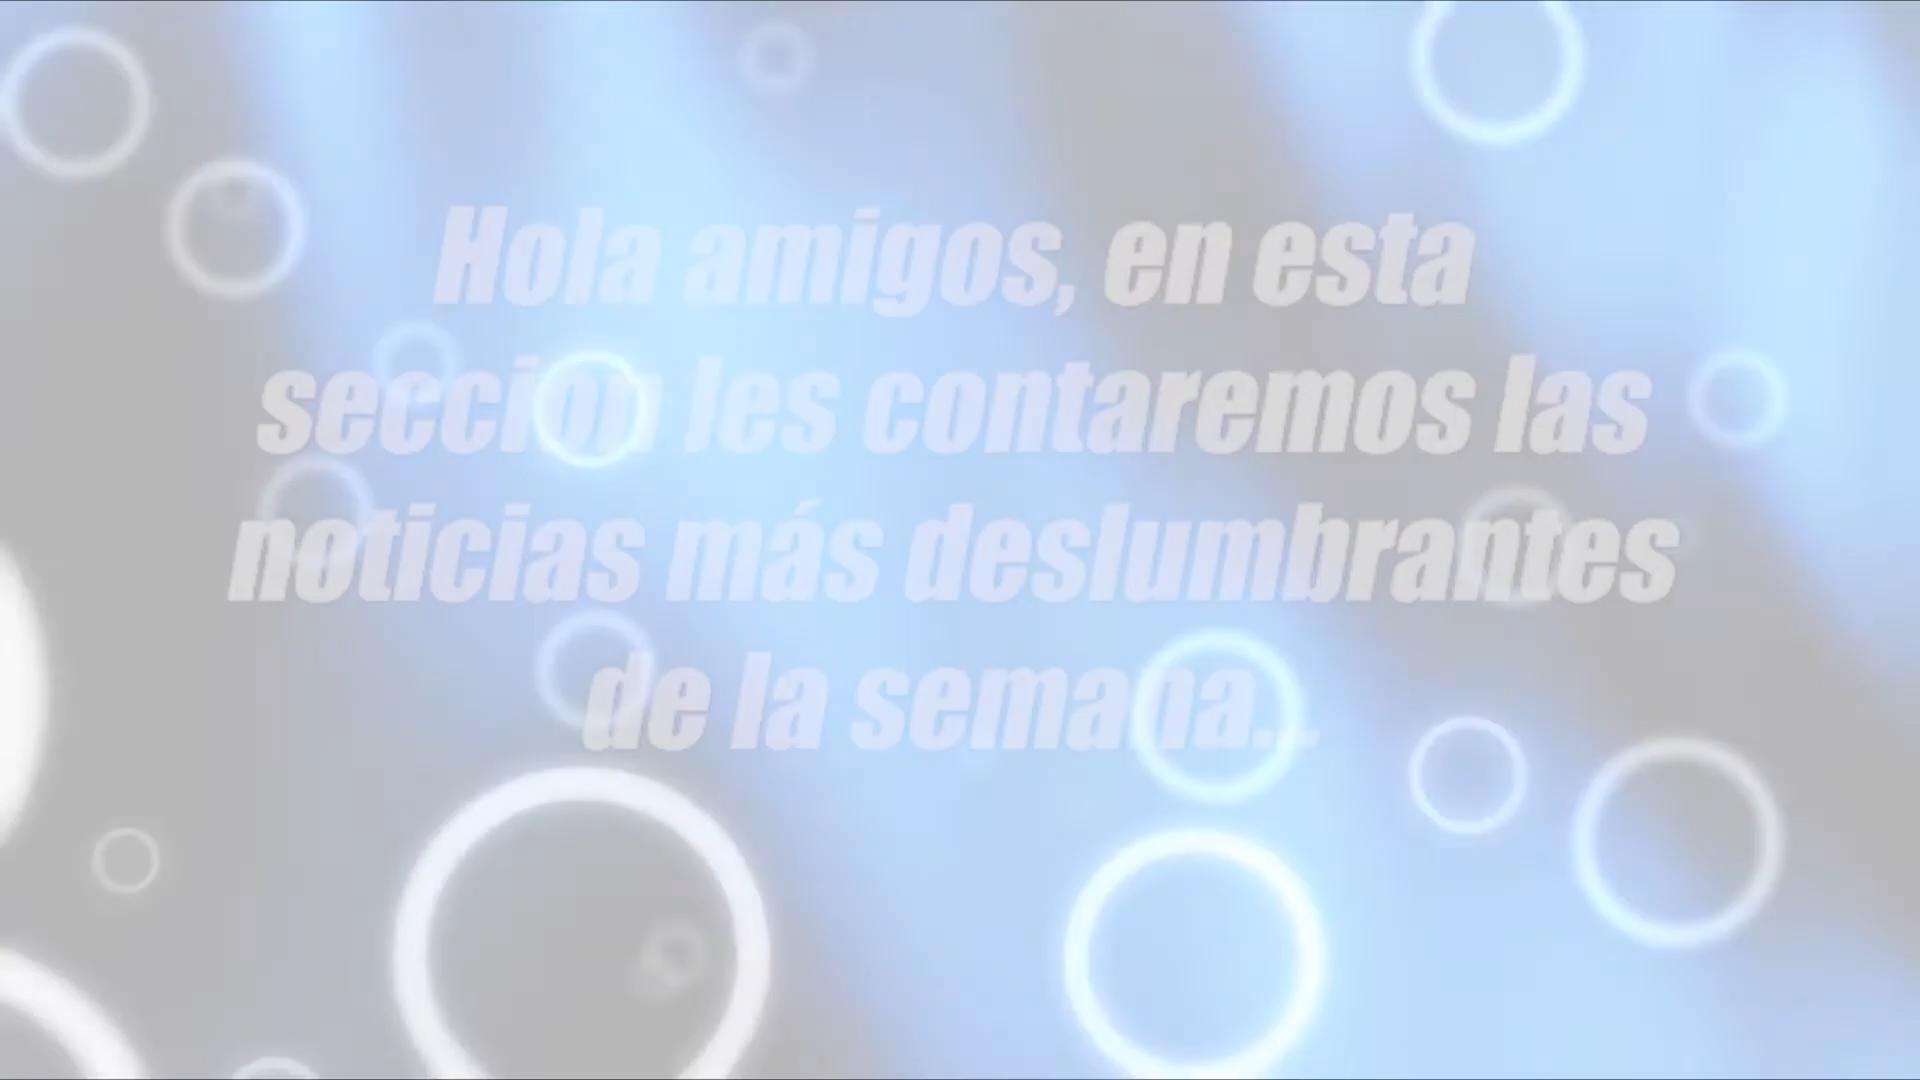 Hola amigos, en esta
seccion les contaremos las
noticias más deslumbrantes
de la semana...